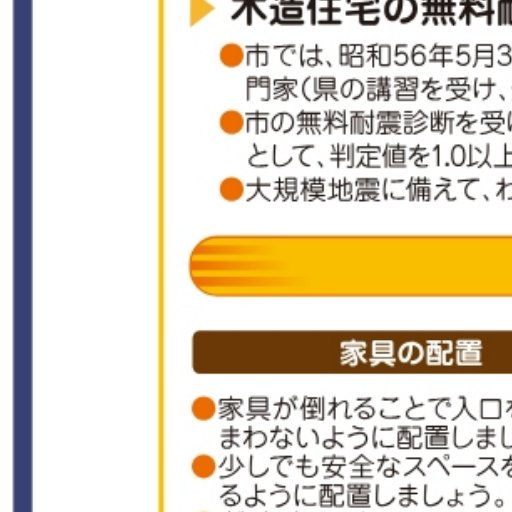 木造住宅の無料耐
●市では、昭和56年5月3
門家(県の講習を受け、
●市の無料耐震診断を受け
として、判定値を1.0以上
●大規模地震に備えて、わ
家具の配置
●家具が倒れることで入口を
まわないように配置しまし
●少しでも安全なスペースを
るように配置しましょう。